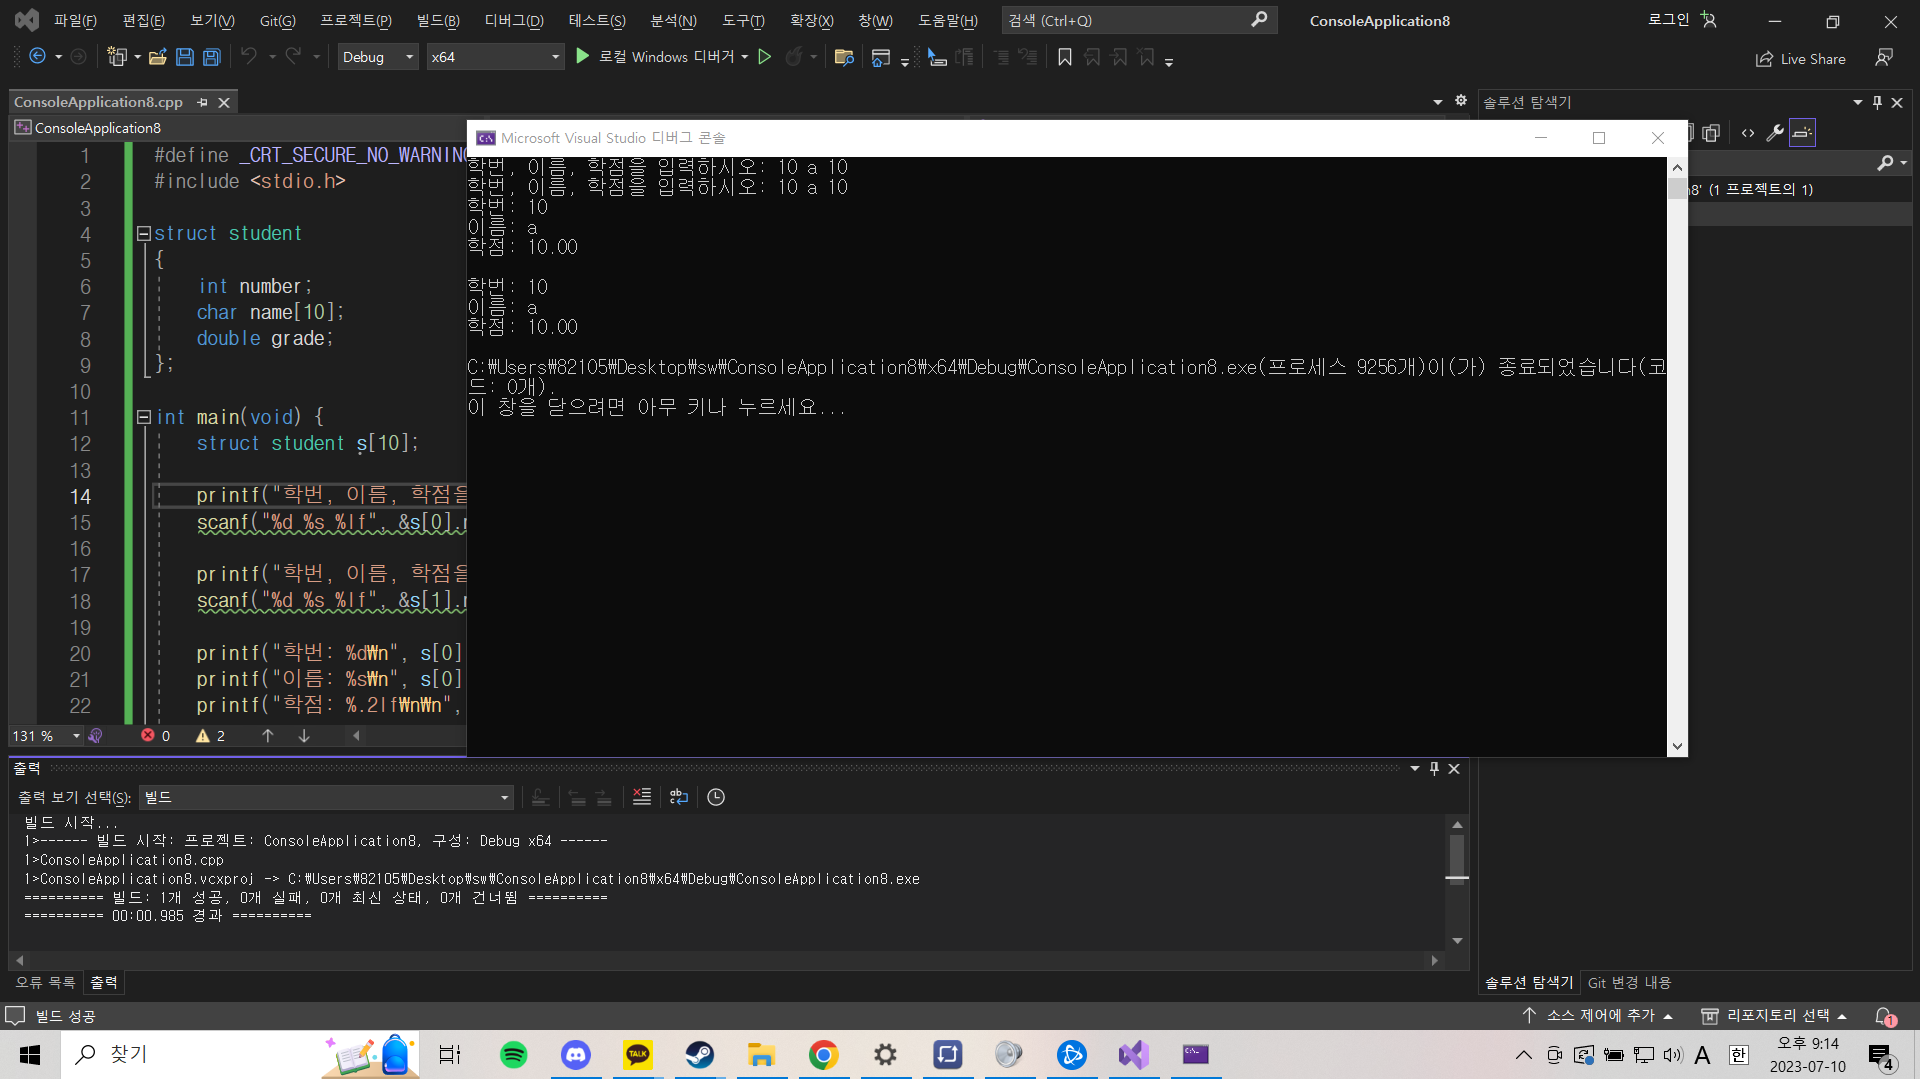 파일(F) 편집(E) 보기(V) Git(G) 프로젝트(P) 빌드(B) 디버그(D) 테스트(S) 분석(N) 도구(T) 확장(X) 창(W) 도움말(H) 검색 (Ctrl+Q) ConsoleApplication8 로그인
Debug x64 로컬 Windows 디버거 Live Share
ConsoleApplication8.cpp
ConsoleApplication8
1 #define _CRT_SECURE_NO_WARNING
2 #include <stdio.h>
3
4 struct student
5 {
6 int number;
7 char name[10];
8 double grade;
9 };
10
11 int main(void) {
12 struct student s[10];
13
14 printf("학번, 이름, 학점을
15 scanf("%d %s %lf", &s[0].n
16
17 printf("학번, 이름, 학점을
18 scanf("%d %s %lf", &s[1].n
19
20 printf("학번: %d₩n", s[0]
21 printf("이름: %s₩n", s[0]
22 printf("학점: %.2lf₩n₩n",
131 % 0 2
Microsoft Visual Studio 디버그 콘솔
학번, 이름, 학점을 입력하시오: 10 a 10
학번, 이름, 학점을 입력하시오: 10 a 10
학번: 10
이름: a
학점: 10.00
학번: 10
이름: a
학점: 10.00
C:₩Users₩82105₩Desktop₩sw₩ConsoleApplication8₩x64₩Debug₩ConsoleApplication8.exe(프로세스 9256개)이(가) 종료되었습니다(코
드: 0개).
이 창을 닫으려면 아무 키나 누르세요...
솔루션 탐색기
n8' (1 프로젝트의 1)
출력
출력 보기 선택(S): 빌드
빌드 시작...
1>------ 빌드 시작: 프로젝트: ConsoleApplication8, 구성: Debug x64 ------
1>ConsoleApplication8.cpp
1>ConsoleApplication8.vcxproj -> C:₩Users₩82105₩Desktop₩sw₩ConsoleApplication8₩x64₩Debug₩ConsoleApplication8.exe
========== 빌드: 1개 성공, 0개 실패, 0개 최신 상태, 0개 건너뜀 ==========
========== 00:00.985 경과 ==========
오류 목록 출력
솔루션 탐색기 Git 변경 내용
빌드 성공 소스 제어에 추가 리포지토리 선택 1
찾기 TALK A 한 오후 9:14
2023-07-10 4